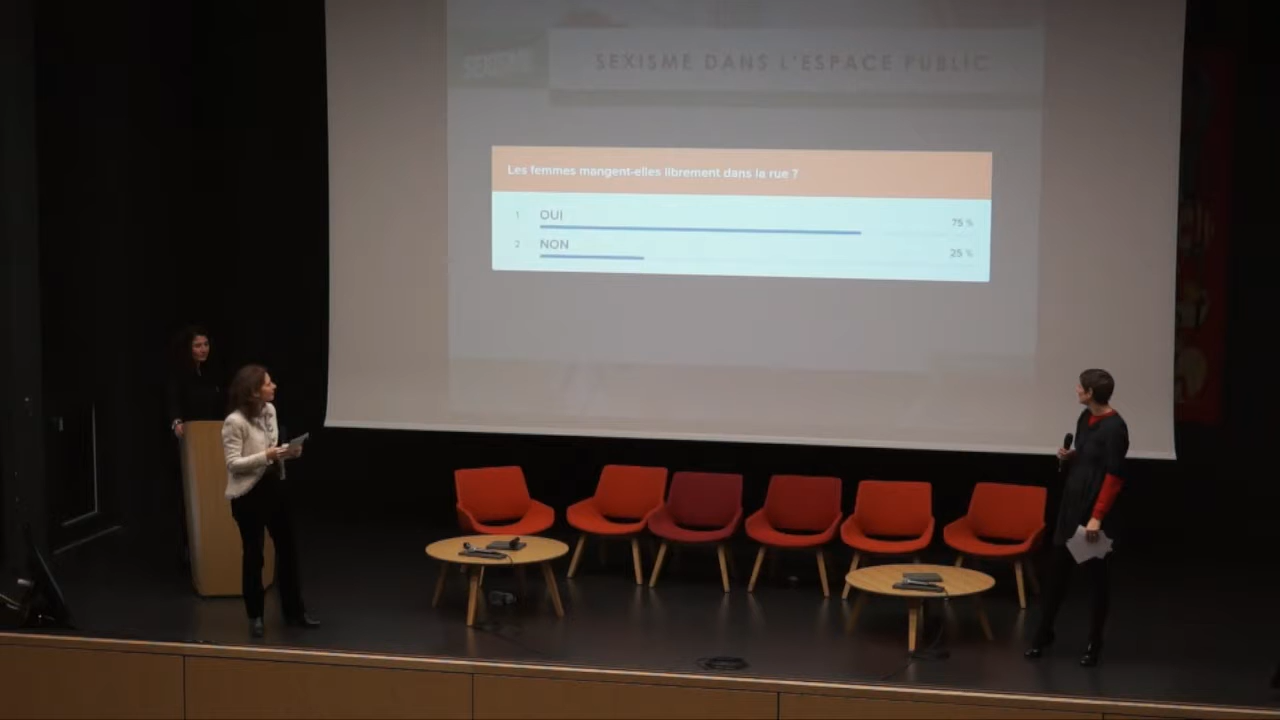 SEXISME DANS L'ESPACE PUBLIC
Les femmes mangent-elles librement dans la rue ?
1 OUI 75 %
2 NON 25 %